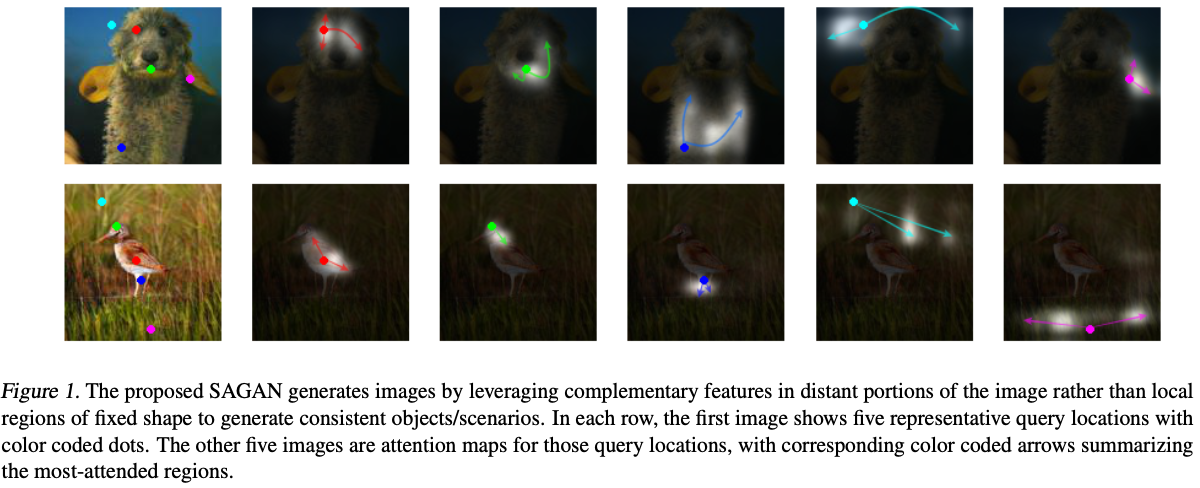 Figure 1. The proposed SAGAN generates images by leveraging complementary features in distant portions of the image rather than local
regions of fixed shape to generate consistent objects/scenarios. In each row, the first image shows five representative query locations with
color coded dots. The other five images are attention maps for those query locations, with corresponding color coded arrows summarizing
the most-attended regions.